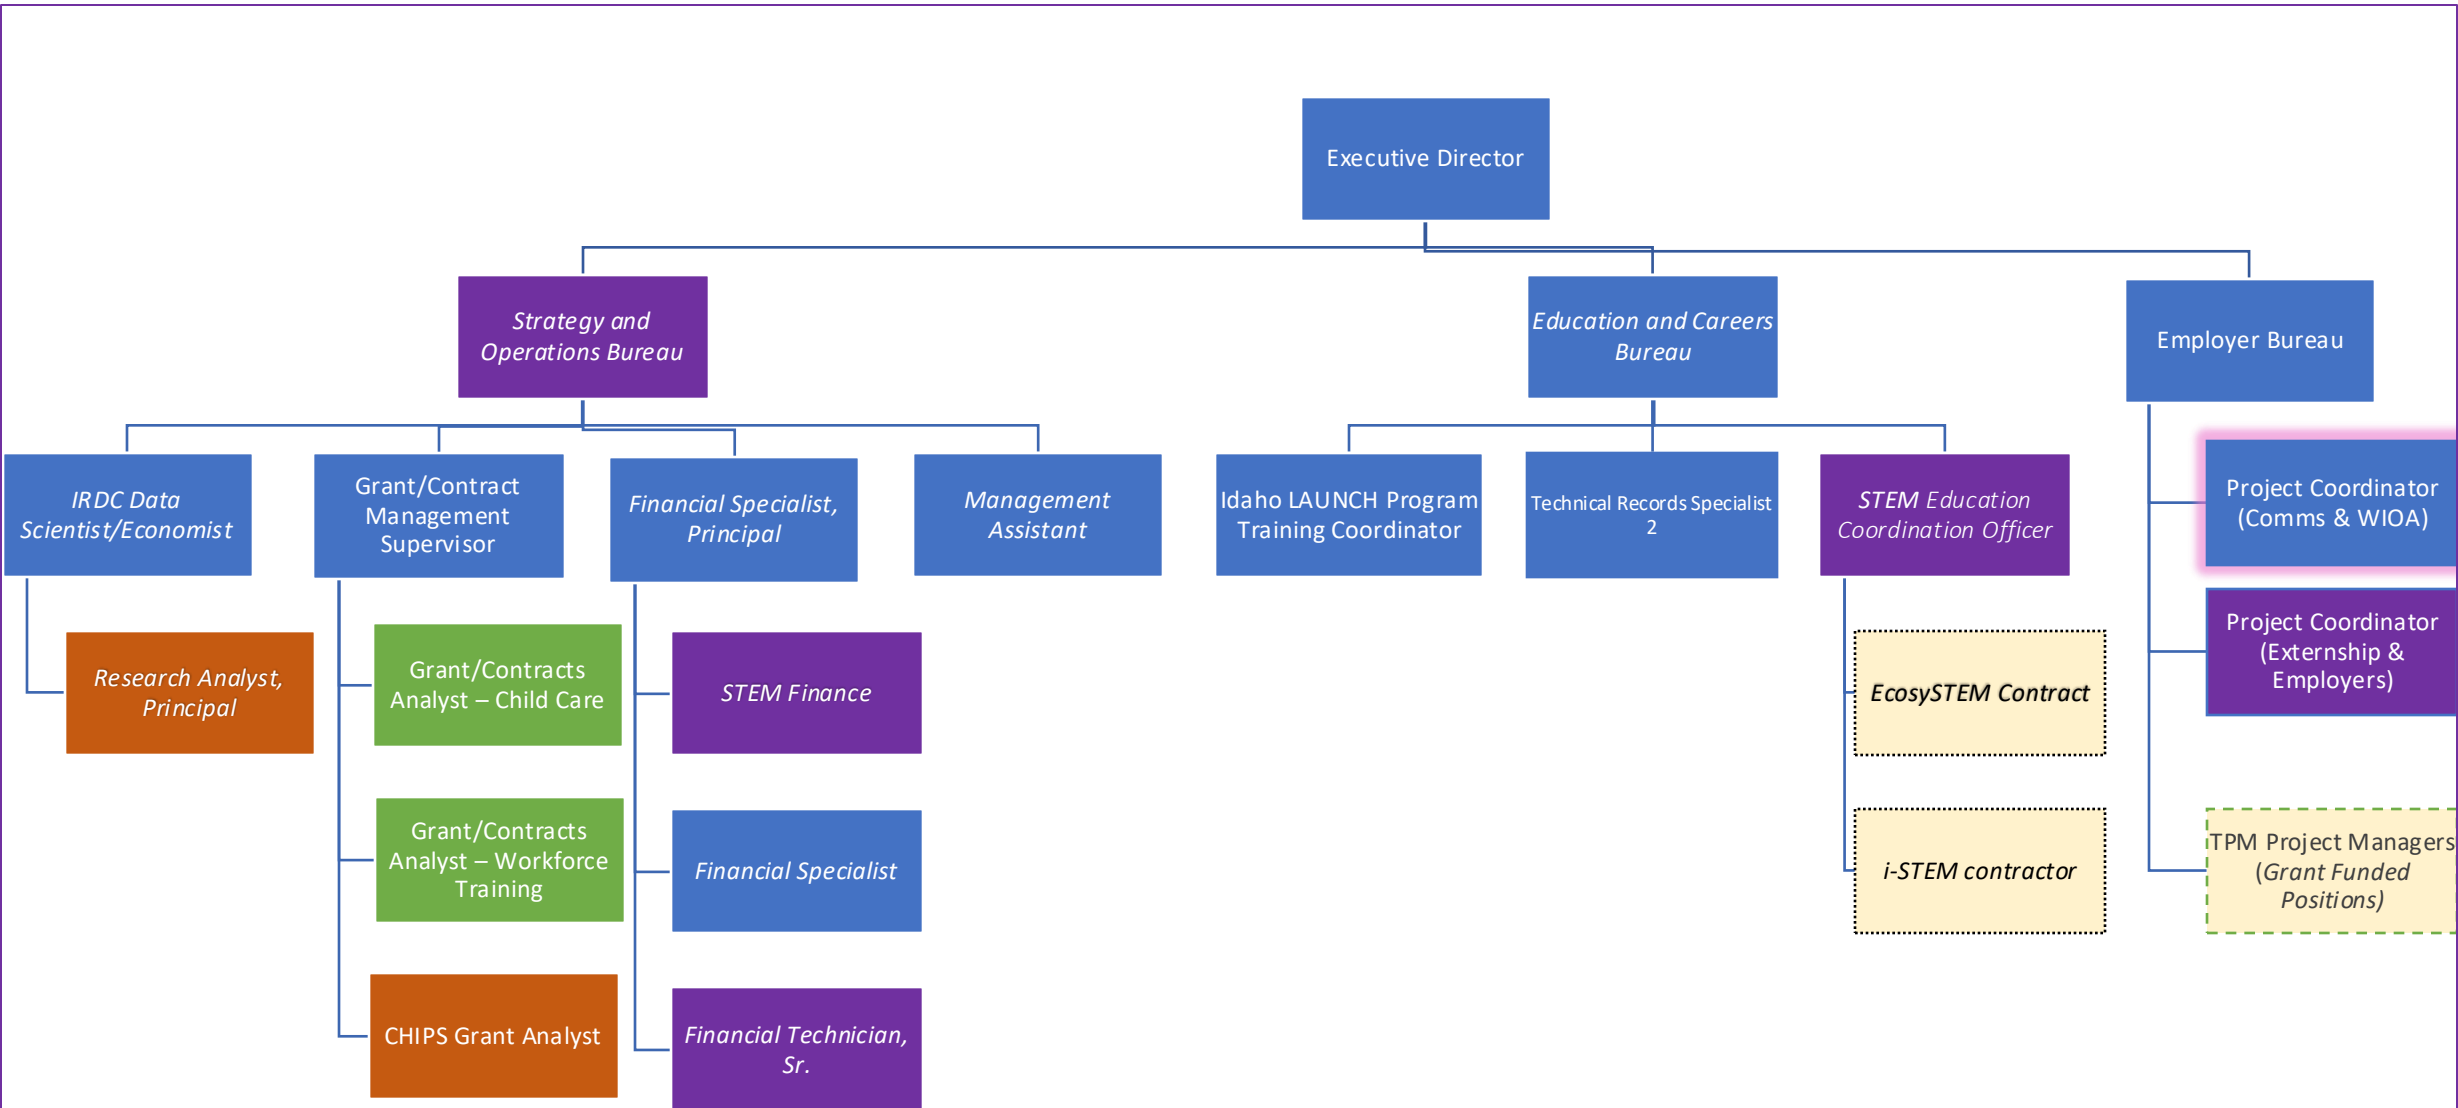 Executive Director
Strategy and
Operations Bureau
Education and Careers
Bureau
Employer Bureau
IRDC Data
Scientist/Economist
Grant/Contract
Management
Supervisor
Financial Specialist,
Principal
Management
Assistant
Idaho LAUNCH Program
Training Coordinator
Technical Records Specialist
2
STEM Education
Coordination Officer
Project Coordinator
(Comms & WIOA)
Research Analyst,
Principal
Grant/Contracts
Analyst – Child Care
STEM Finance
EcosySTEM Contract
Project Coordinator
(Externship &
Employers)
Grant/Contracts
Analyst – Workforce
Training
Financial Specialist
i-STEM contractor
TPM Project Managers
(Grant Funded
Positions)
CHIPS Grant Analyst
Financial Technician,
Sr.